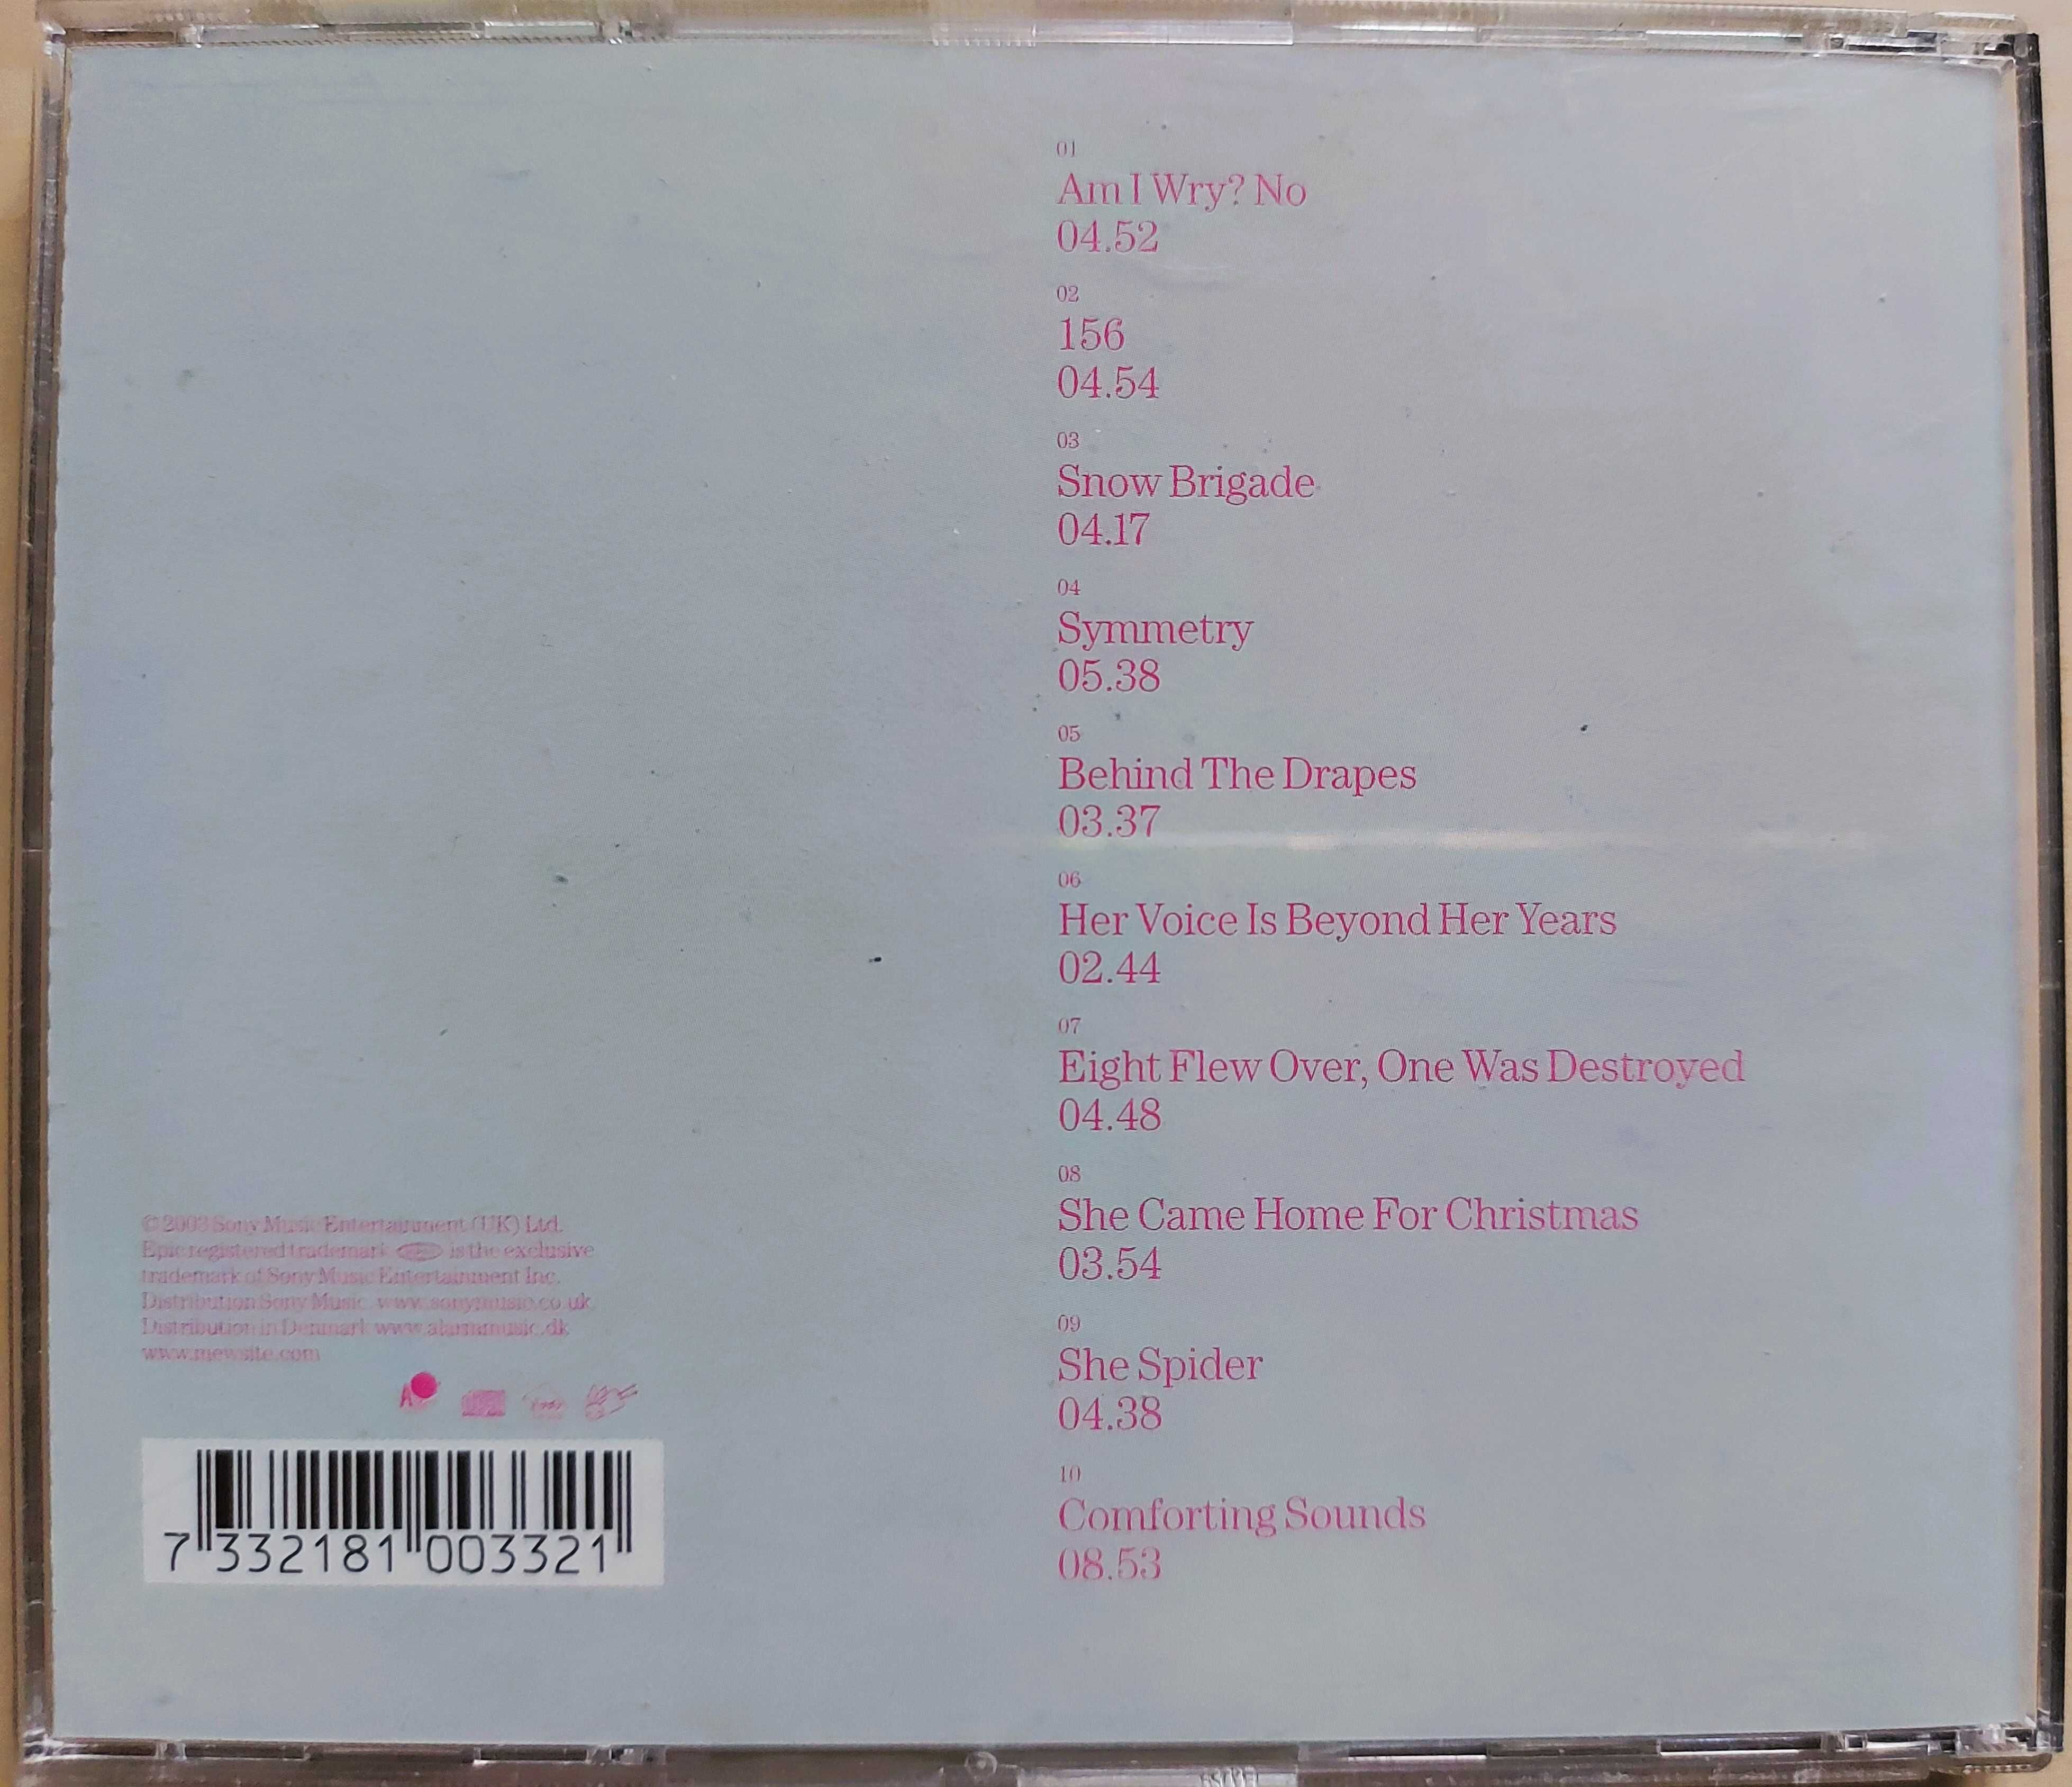 01
Am I Wry? No
04.52
02
156
04.54
03
Snow Brigade
04.17
04
Symmetry
05.38
05
Behind The Drapes
03.37
06
Her Voice Is Beyond Her Years
02.44
07
Eight Flew Over, One Was Destroyed
04.48
08
She Came Home For Christmas
03.54
09
She Spider
04.38
10
Comforting Sounds
08.53
© 2003 Sony Music Entertainment (UK) Ltd.
Epic registered trademark is the exclusive
trademark of Sony Music Entertainment Inc.
Distribution Sony Music. www.sonymusic.co.uk
Distribution in Denmark www.alarmmusic.dk
www.mewsite.com
7 332181 003321